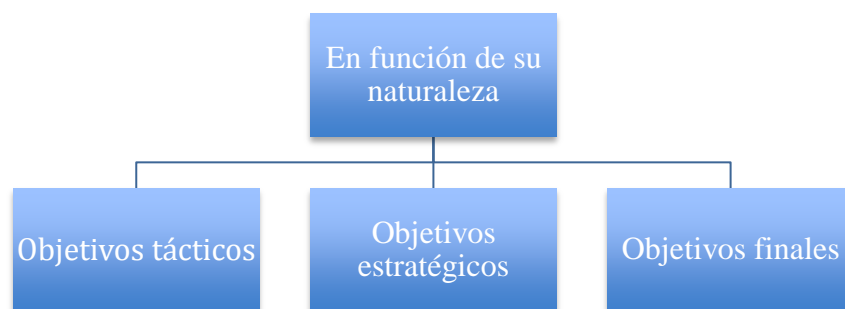 En función de su
naturaleza
Objetivos tácticos
Objetivos
estratégicos
Objetivos finales